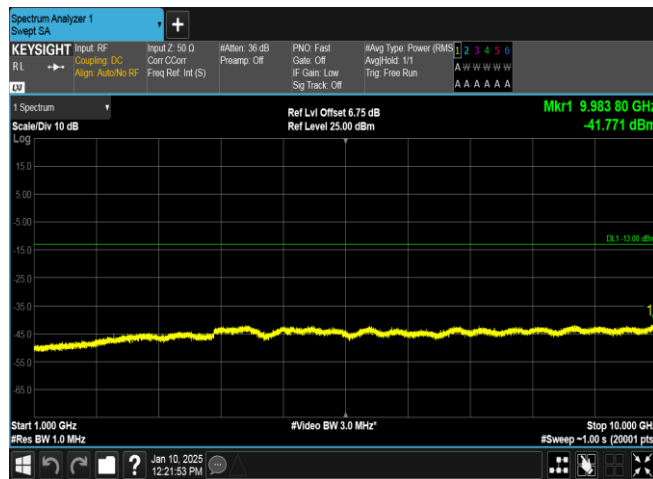 Spectrum Analyzer 1
Swept SA
+
KEYSIGHT
RL
LXI
Input: RF
Coupling: DC
Align: Auto/No RF
Input Z: 50 Ω
Corr CCorr
Freq Ref: Int (S)
#Atten: 36 dB
Preamp: Off
PNO: Fast
Gate: Off
IF Gain: Low
Sig Track: Off
#Avg Type: Power (RMS
Avg|Hold: 1/1
Trig: Free Run
1 2 3 4 5 6
A W W W W W
A A A A A A
1 Spectrum
Scale/Div 10 dB
Log
Ref Lvl Offset 6.75 dB
Ref Level 25.00 dBm
Mkr1 9.983 80 GHz
-41.771 dBm
15.0
5.00
-5.00
DL1 -13.00 dBm
-15.0
-25.0
-35.0
1
-45.0
-55.0
-65.0
Start 1.000 GHz
#Res BW 1.0 MHz
#Video BW 3.0 MHz*
Stop 10.000 GH
#Sweep ~1.00 s (20001 pts
?
Jan 10, 2025
12:21:53 PM